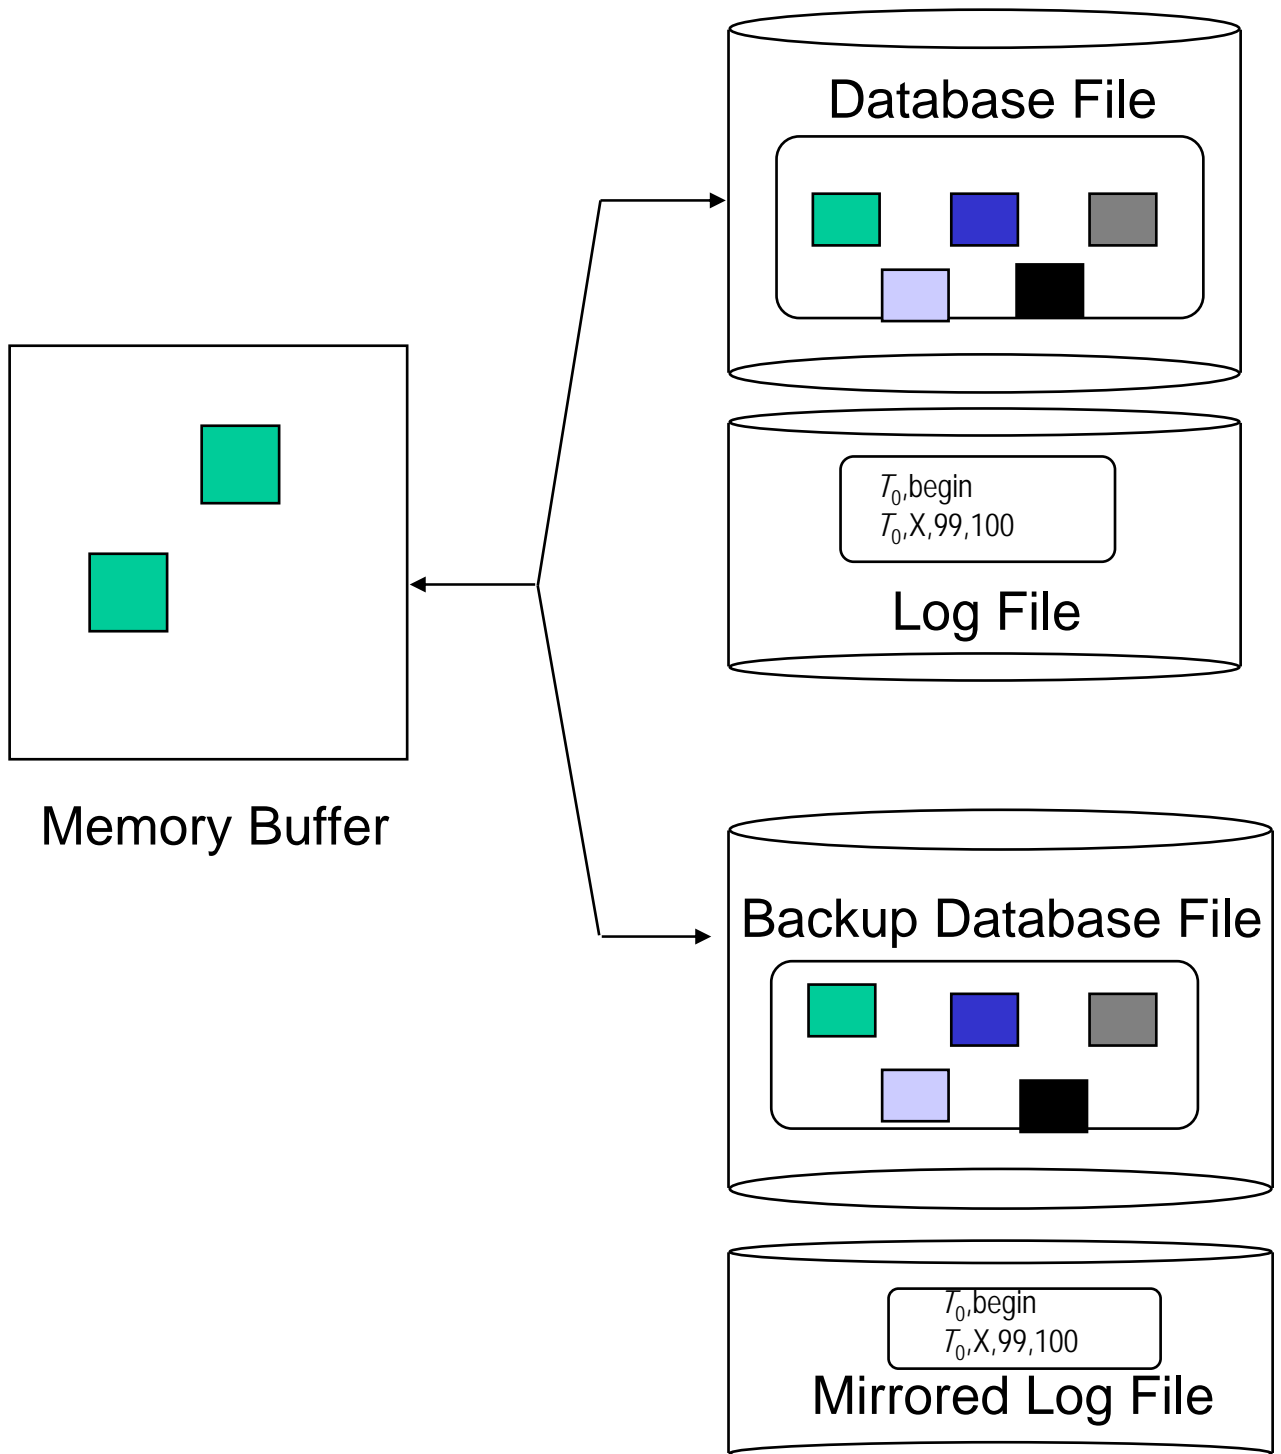 Database File
T₀,begin
T₀,X,99,100
Log File
Memory Buffer
Backup Database File
T₀,begin
T₀,X,99,100
Mirrored Log File